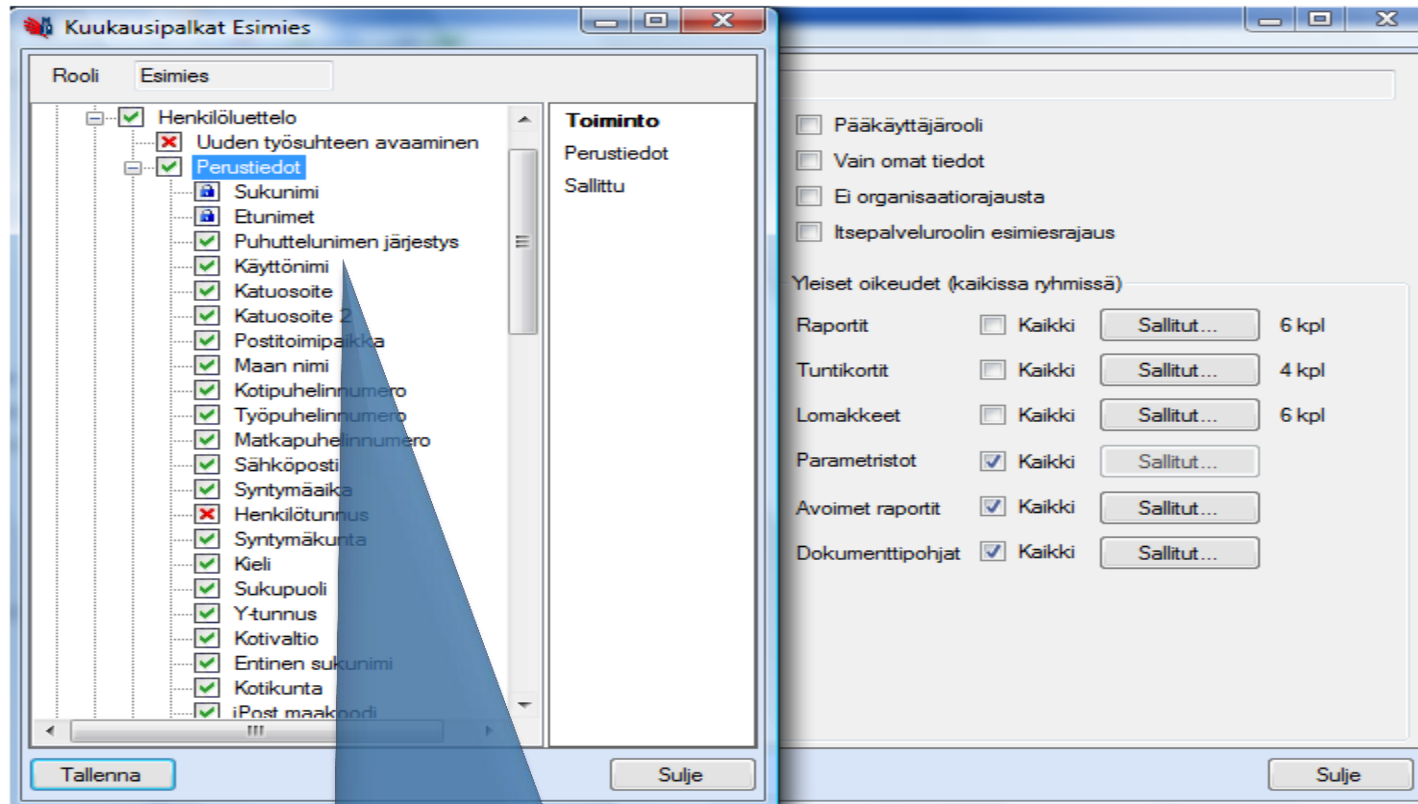 Kuukausipalkat Esimies
Rooli Esimies
Henkilöluettelo
Uuden työsuhteen avaaminen
Perustiedot
Sukunimi
Etunimet
Puhuttelunimen järjestys
Käyttönimi
Katuosoite
Katuosoite 2
Postitoimipaikka
Maan nimi
Kotipuhelinnumero
Työpuhelinnumero
Matkapuhelinnumero
Sähköposti
Syntymäaika
Henkilötunnus
Syntymäkunta
Kieli
Sukupuoli
Y-tunnus
Kotivaltio
Entinen sukunimi
Kotikunta
iPost maakoodi
Toiminto
Perustiedot
Sallittu
Tallenna
Sulje
Pääkäyttäjärooli
Vain omat tiedot
Ei organisaatiorajausta
Itsepalveluroolin esimiesrajaus
Yleiset oikeudet (kaikissa ryhmissä)
Raportit Kaikki Sallitut... 6 kpl
Tuntikortit Kaikki Sallitut... 4 kpl
Lomakkeet Kaikki Sallitut... 6 kpl
Parametristot Kaikki Sallitut...
Avoimet raportit Kaikki Sallitut...
Dokumenttipohjat Kaikki Sallitut...
Sulje